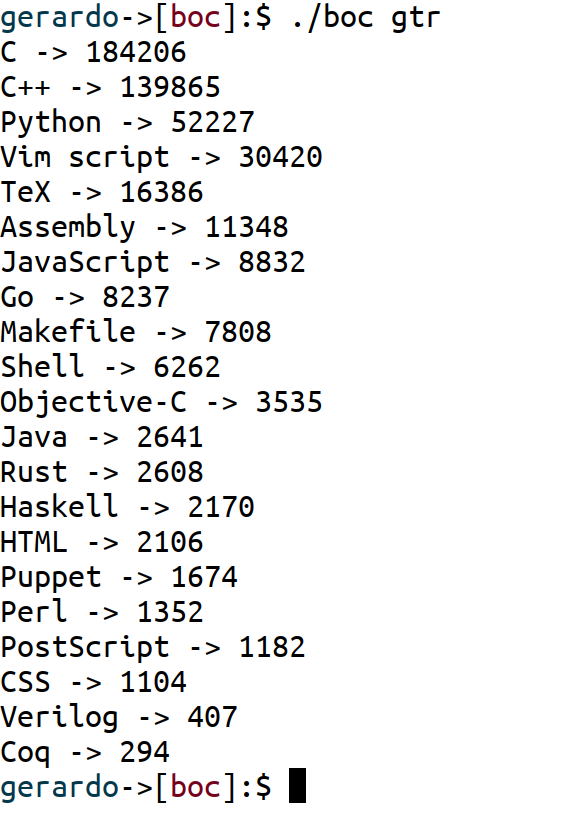 gerardo->[boc]:$ ./boc gtr
C -> 184206
C++ -> 139865
Python -> 52227
Vim script -> 30420
TeX -> 16386
Assembly -> 11348
JavaScript -> 8832
Go -> 8237
Makefile -> 7808
Shell -> 6262
Objective-C -> 3535
Java -> 2641
Rust -> 2608
Haskell -> 2170
HTML -> 2106
Puppet -> 1674
Perl -> 1352
PostScript -> 1182
CSS -> 1104
Verilog -> 407
Coq -> 294
gerardo->[boc]:$